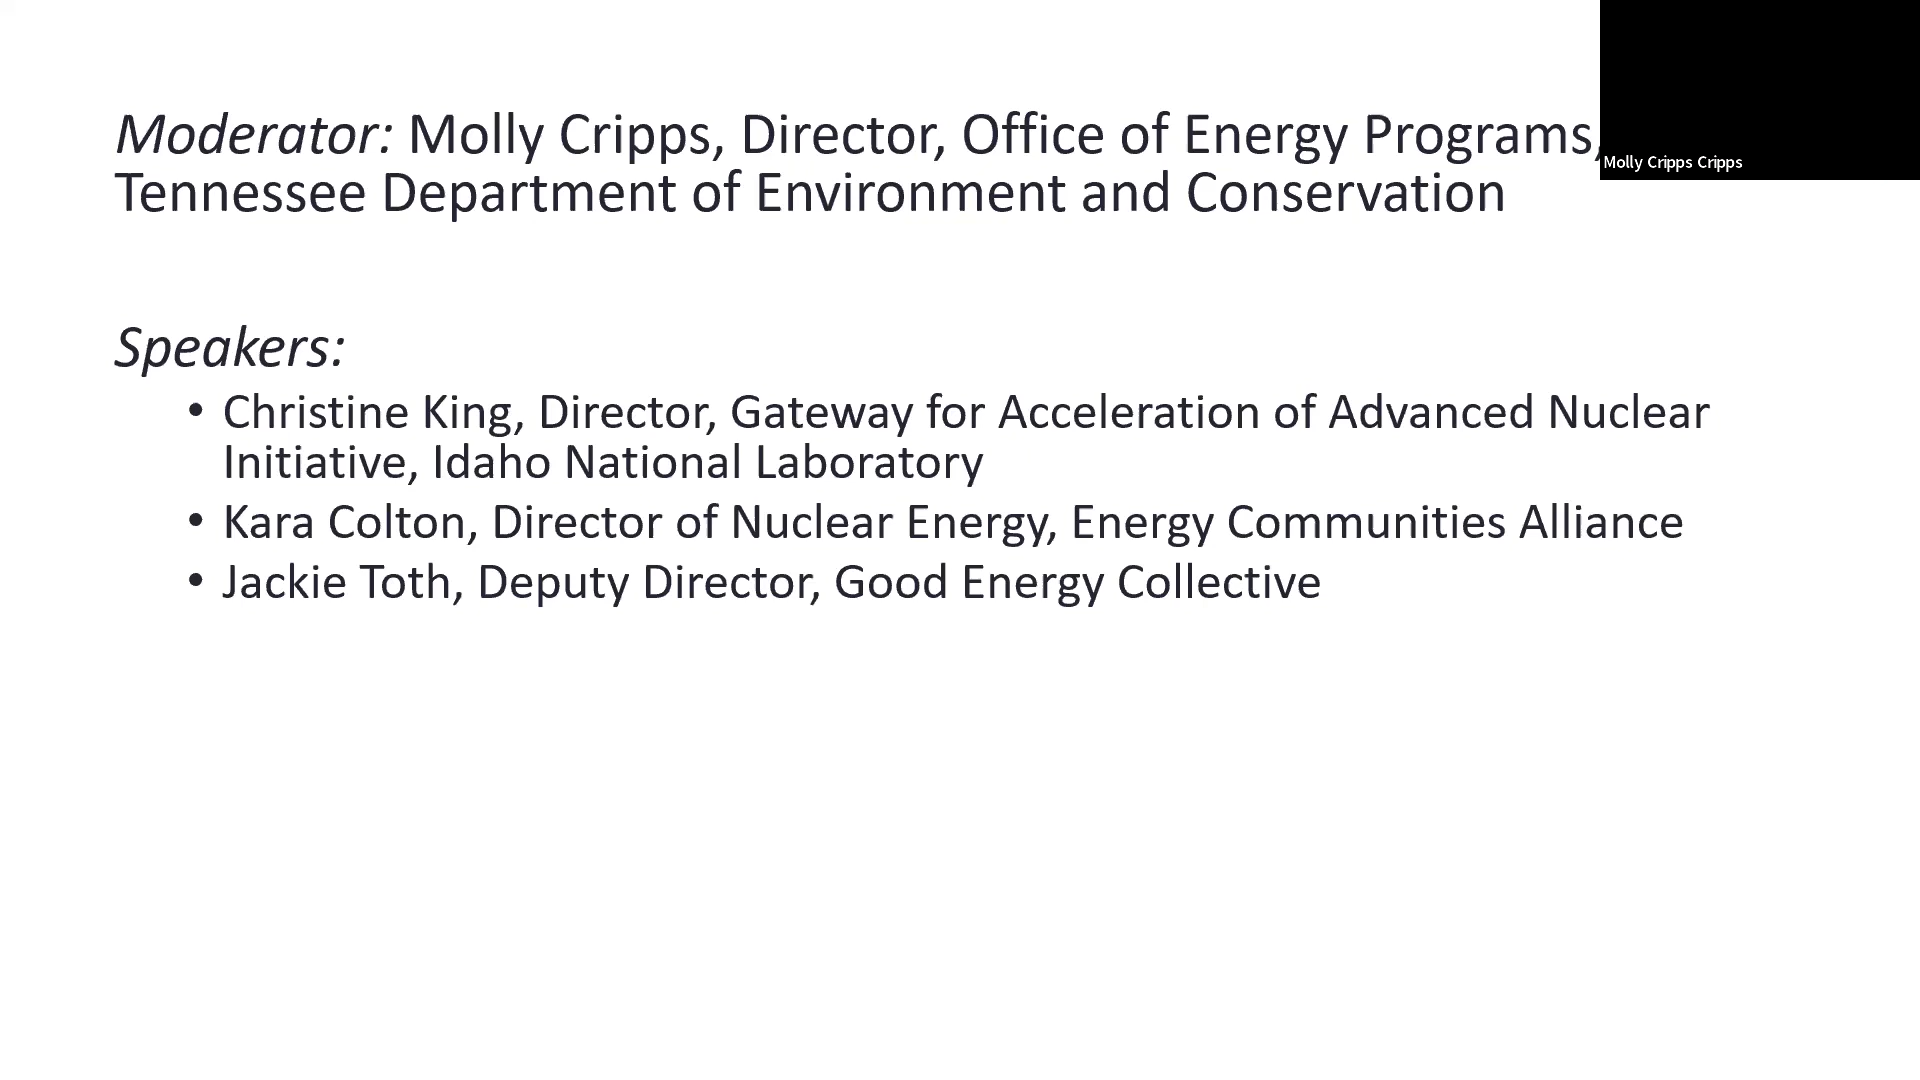 Moderator: Molly Cripps, Director, Office of Energy Programs,
Molly Cripps Cripps
Tennessee Department of Environment and Conservation
Speakers:
• Christine King, Director, Gateway for Acceleration of Advanced Nuclear
Initiative, Idaho National Laboratory
• Kara Colton, Director of Nuclear Energy, Energy Communities Alliance
• Jackie Toth, Deputy Director, Good Energy Collective